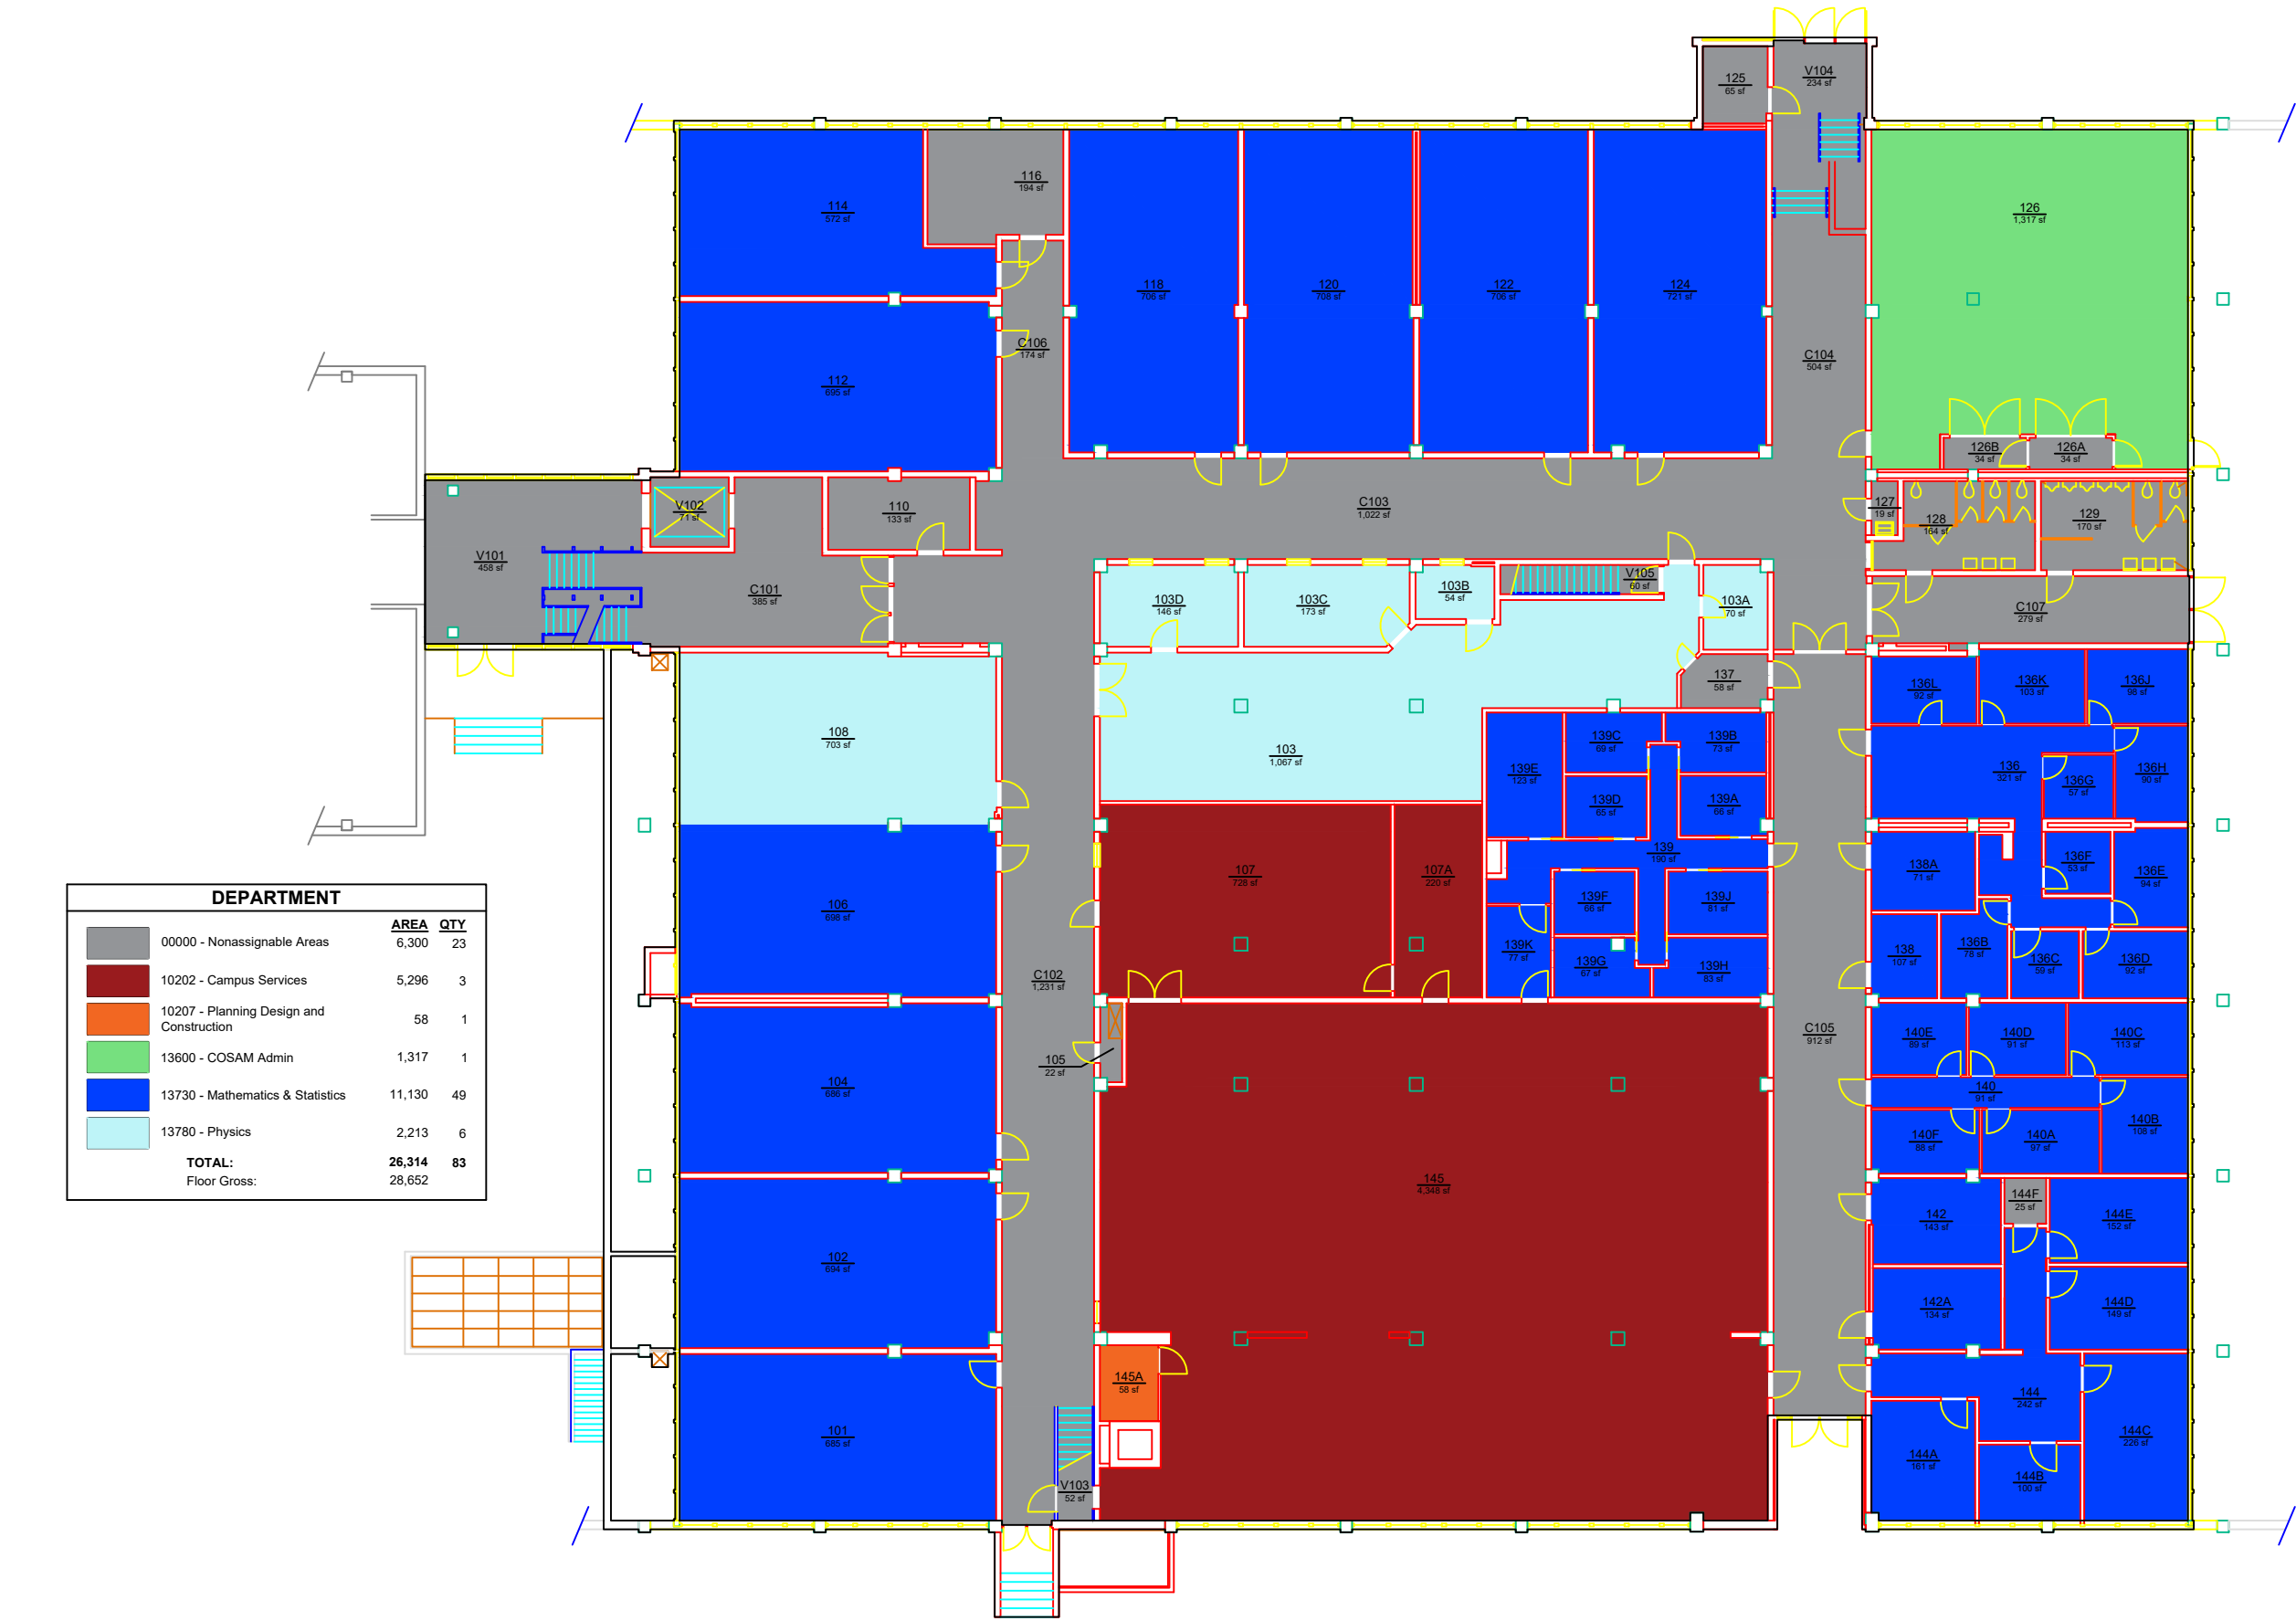 125
65 sf
V104
234 sf
116
194 sf
114
572 sf
126
1,317 sf
118
706 sf
120
708 sf
122
706 sf
124
721 sf
C106
174 sf
C104
504 sf
112
695 sf
126B
34 sf
126A
34 sf
V102
71 sf
110
133 sf
C103
1,022 sf
127
19 sf
128
164 sf
129
170 sf
V101
458 sf
C101
385 sf
103D
146 sf
103C
173 sf
103B
54 sf
V105
60 sf
103A
70 sf
C107
279 sf
137
58 sf
136L
92 sf
136K
103 sf
136J
98 sf
108
703 sf
103
1,067 sf
139E
123 sf
139C
69 sf
139B
73 sf
139D
65 sf
139A
66 sf
136
321 sf
136G
57 sf
136H
90 sf
139
190 sf
107
728 sf
107A
220 sf
138A
71 sf
136F
53 sf
136E
94 sf
106
698 sf
139F
66 sf
139J
81 sf
139K
77 sf
139G
67 sf
139H
83 sf
138
107 sf
136B
78 sf
136C
59 sf
136D
92 sf
C102
1,231 sf
C105
912 sf
105
22 sf
140E
89 sf
140D
91 sf
140C
113 sf
104
686 sf
140
91 sf
140F
88 sf
140A
97 sf
140B
108 sf
145
4,348 sf
144F
25 sf
142
143 sf
144E
152 sf
102
694 sf
142A
134 sf
144D
149 sf
145A
58 sf
144
242 sf
101
685 sf
144A
161 sf
144B
100 sf
144C
226 sf
V103
52 sf
DEPARTMENT
AREA QTY
00000 - Nonassignable Areas 6,300 23
10202 - Campus Services 5,296 3
10207 - Planning Design and
Construction 58 1
13600 - COSAM Admin 1,317 1
13730 - Mathematics & Statistics 11,130 49
13780 - Physics 2,213 6
TOTAL: 26,314 83
Floor Gross: 28,652